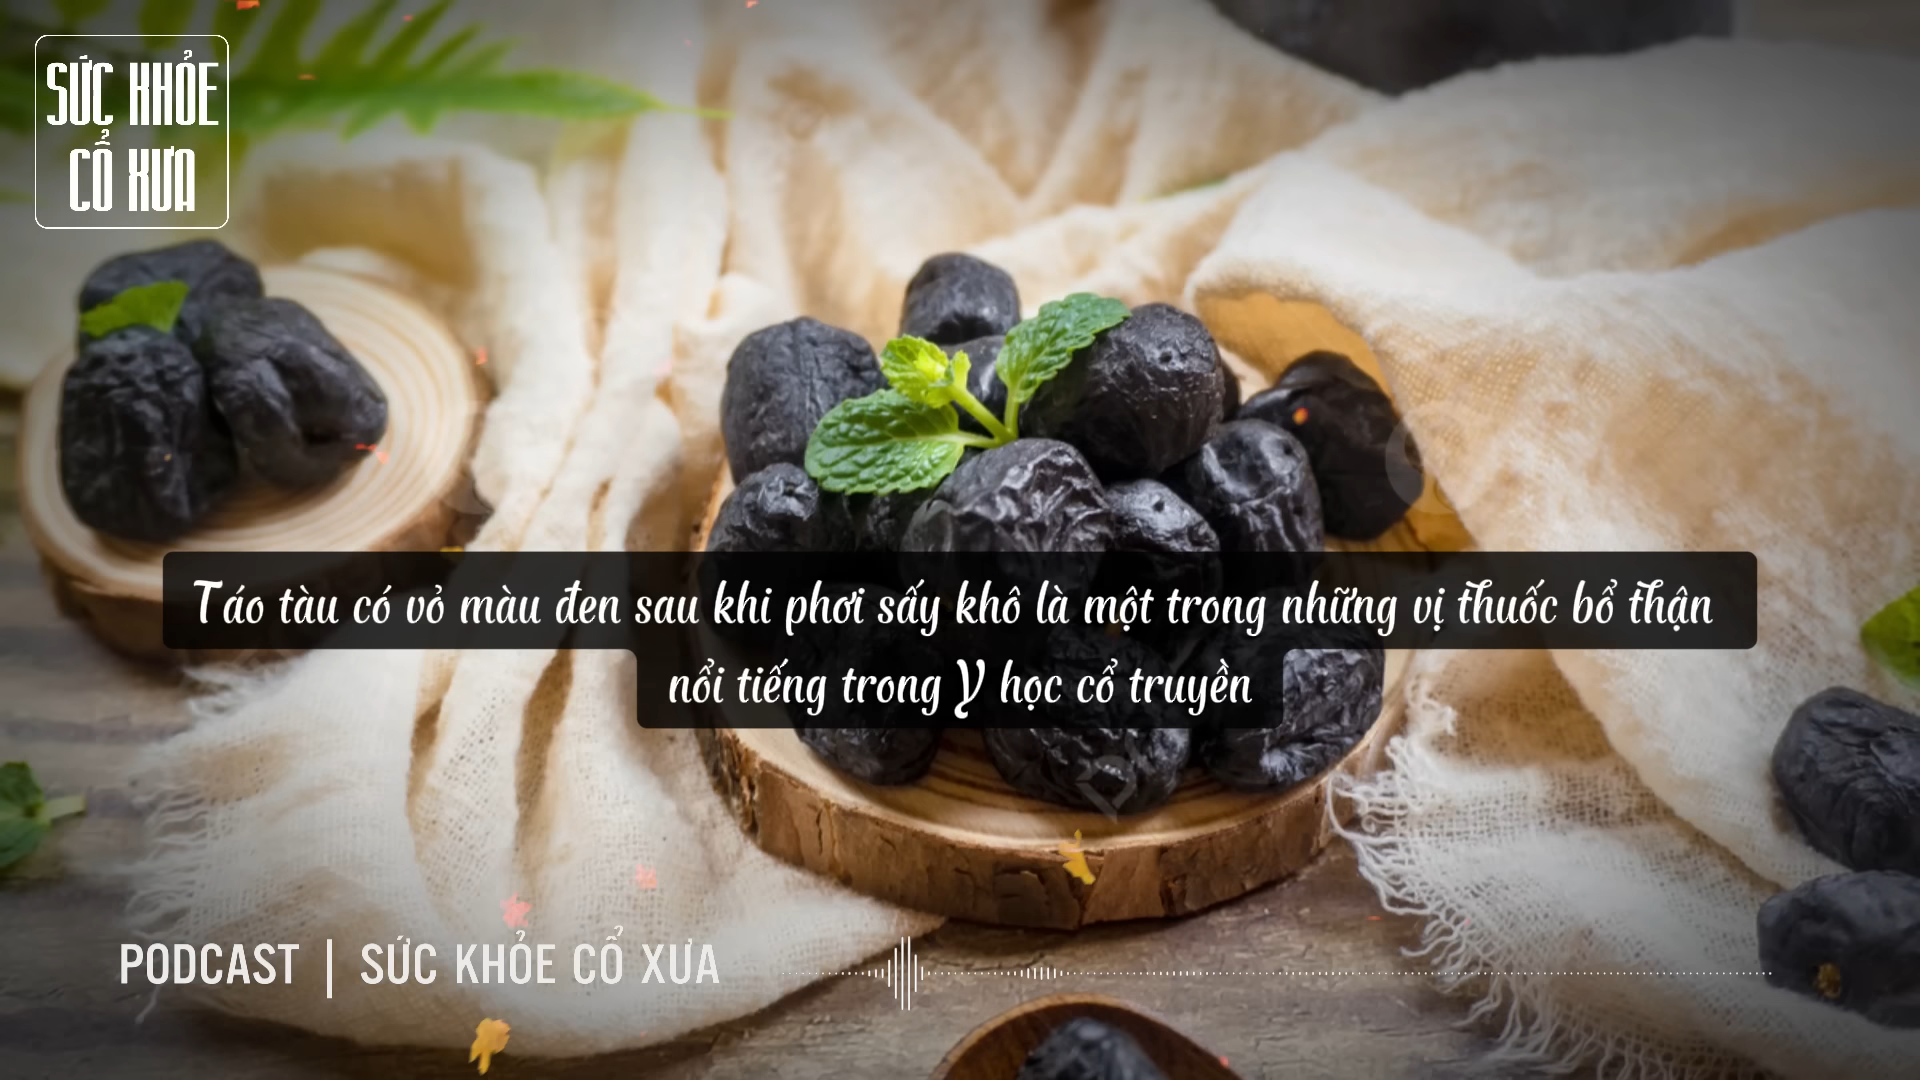 SỨC KHỎE
CỔ XƯA
Táo tàu có vỏ màu đen sau khi phơi sấy khô là một trong những vị thuốc bổ thận
nổi tiếng trong Y học cổ truyền
PODCAST | SỨC KHỎE CỔ XƯA